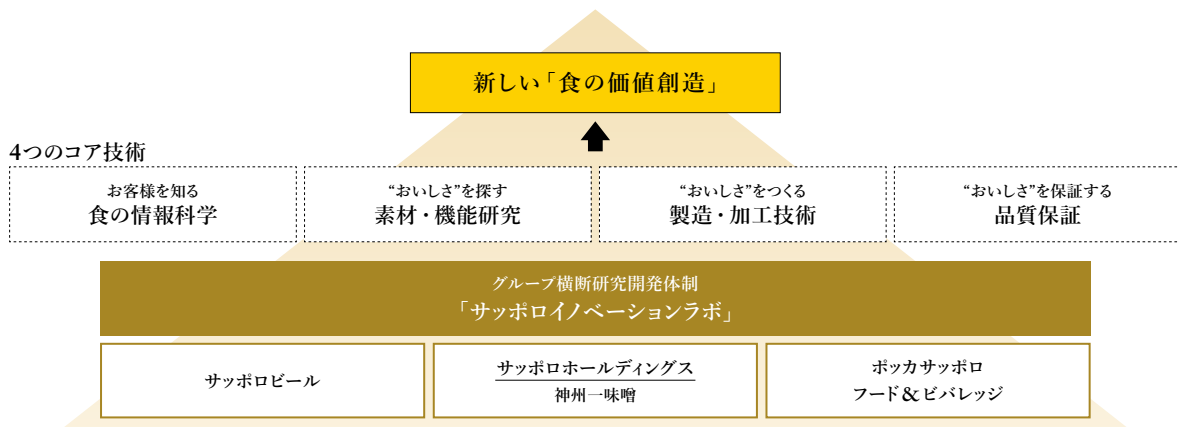 新しい「食の価値創造」
4つのコア技術
お客様を知る
食の情報科学
“おいしさ”を探す
素材・機能研究
“おいしさ”をつくる
製造・加工技術
“おいしさ”を保証する
品質保証
グループ横断研究開発体制
「サッポロイノベーションラボ」
サッポロビール
サッポロホールディングス
神州一味噌
ポッカサッポロ
フード&ビバレッジ